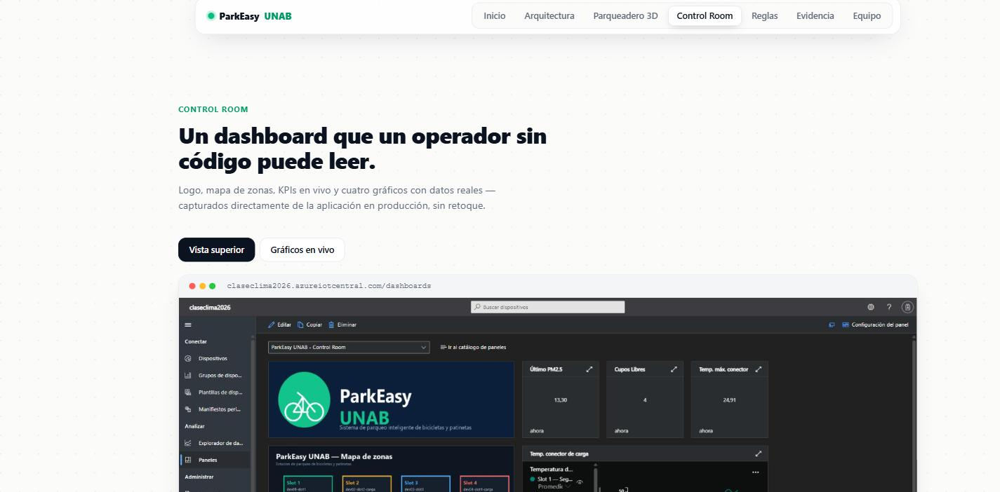 ParkEasy UNAB
Inicio
Arquitectura
Parqueadero 3D
Control Room
Reglas
Evidencia
Equipo
CONTROL ROOM
Un dashboard que un operador sin
código puede leer.
Logo, mapa de zonas, KPIs en vivo y cuatro gráficos con datos reales —
capturados directamente de la aplicación en producción, sin retoque.
Vista superior
Gráficos en vivo
claseclima2026.azureiotcentral.com/dashboards
claseclima2026
Buscar dispositivos
?
Conectar
Dispositivos
Grupos de dispo...
Plantillas de disp...
Manifiestos peri...
Analizar
Explorador de da...
Paneles
Administrar
Editar
Copiar
Eliminar
Configuración del panel
ParkEasy UNAB - Control Room
Ir al catálogo de paneles
ParkEasy
UNAB
Sistema de parqueo inteligente de bicicletas y patinetas
Último PM2.5
13,30
ahora
Cupos Libres
4
ahora
Temp. máx. conector
24,91
ahora
ParkEasy UNAB — Mapa de zonas
Estacion de parqueo de bicicletas y patinetas
Slot 1
dev01-slot1
Slot 2
dev02-slot2-carga
Slot 3
dev03-slot3
Slot 4
dev04-slot4-carga
Temp. conector de carga
Temperatura d...
Slot 1 — Seg...
Promedic
50